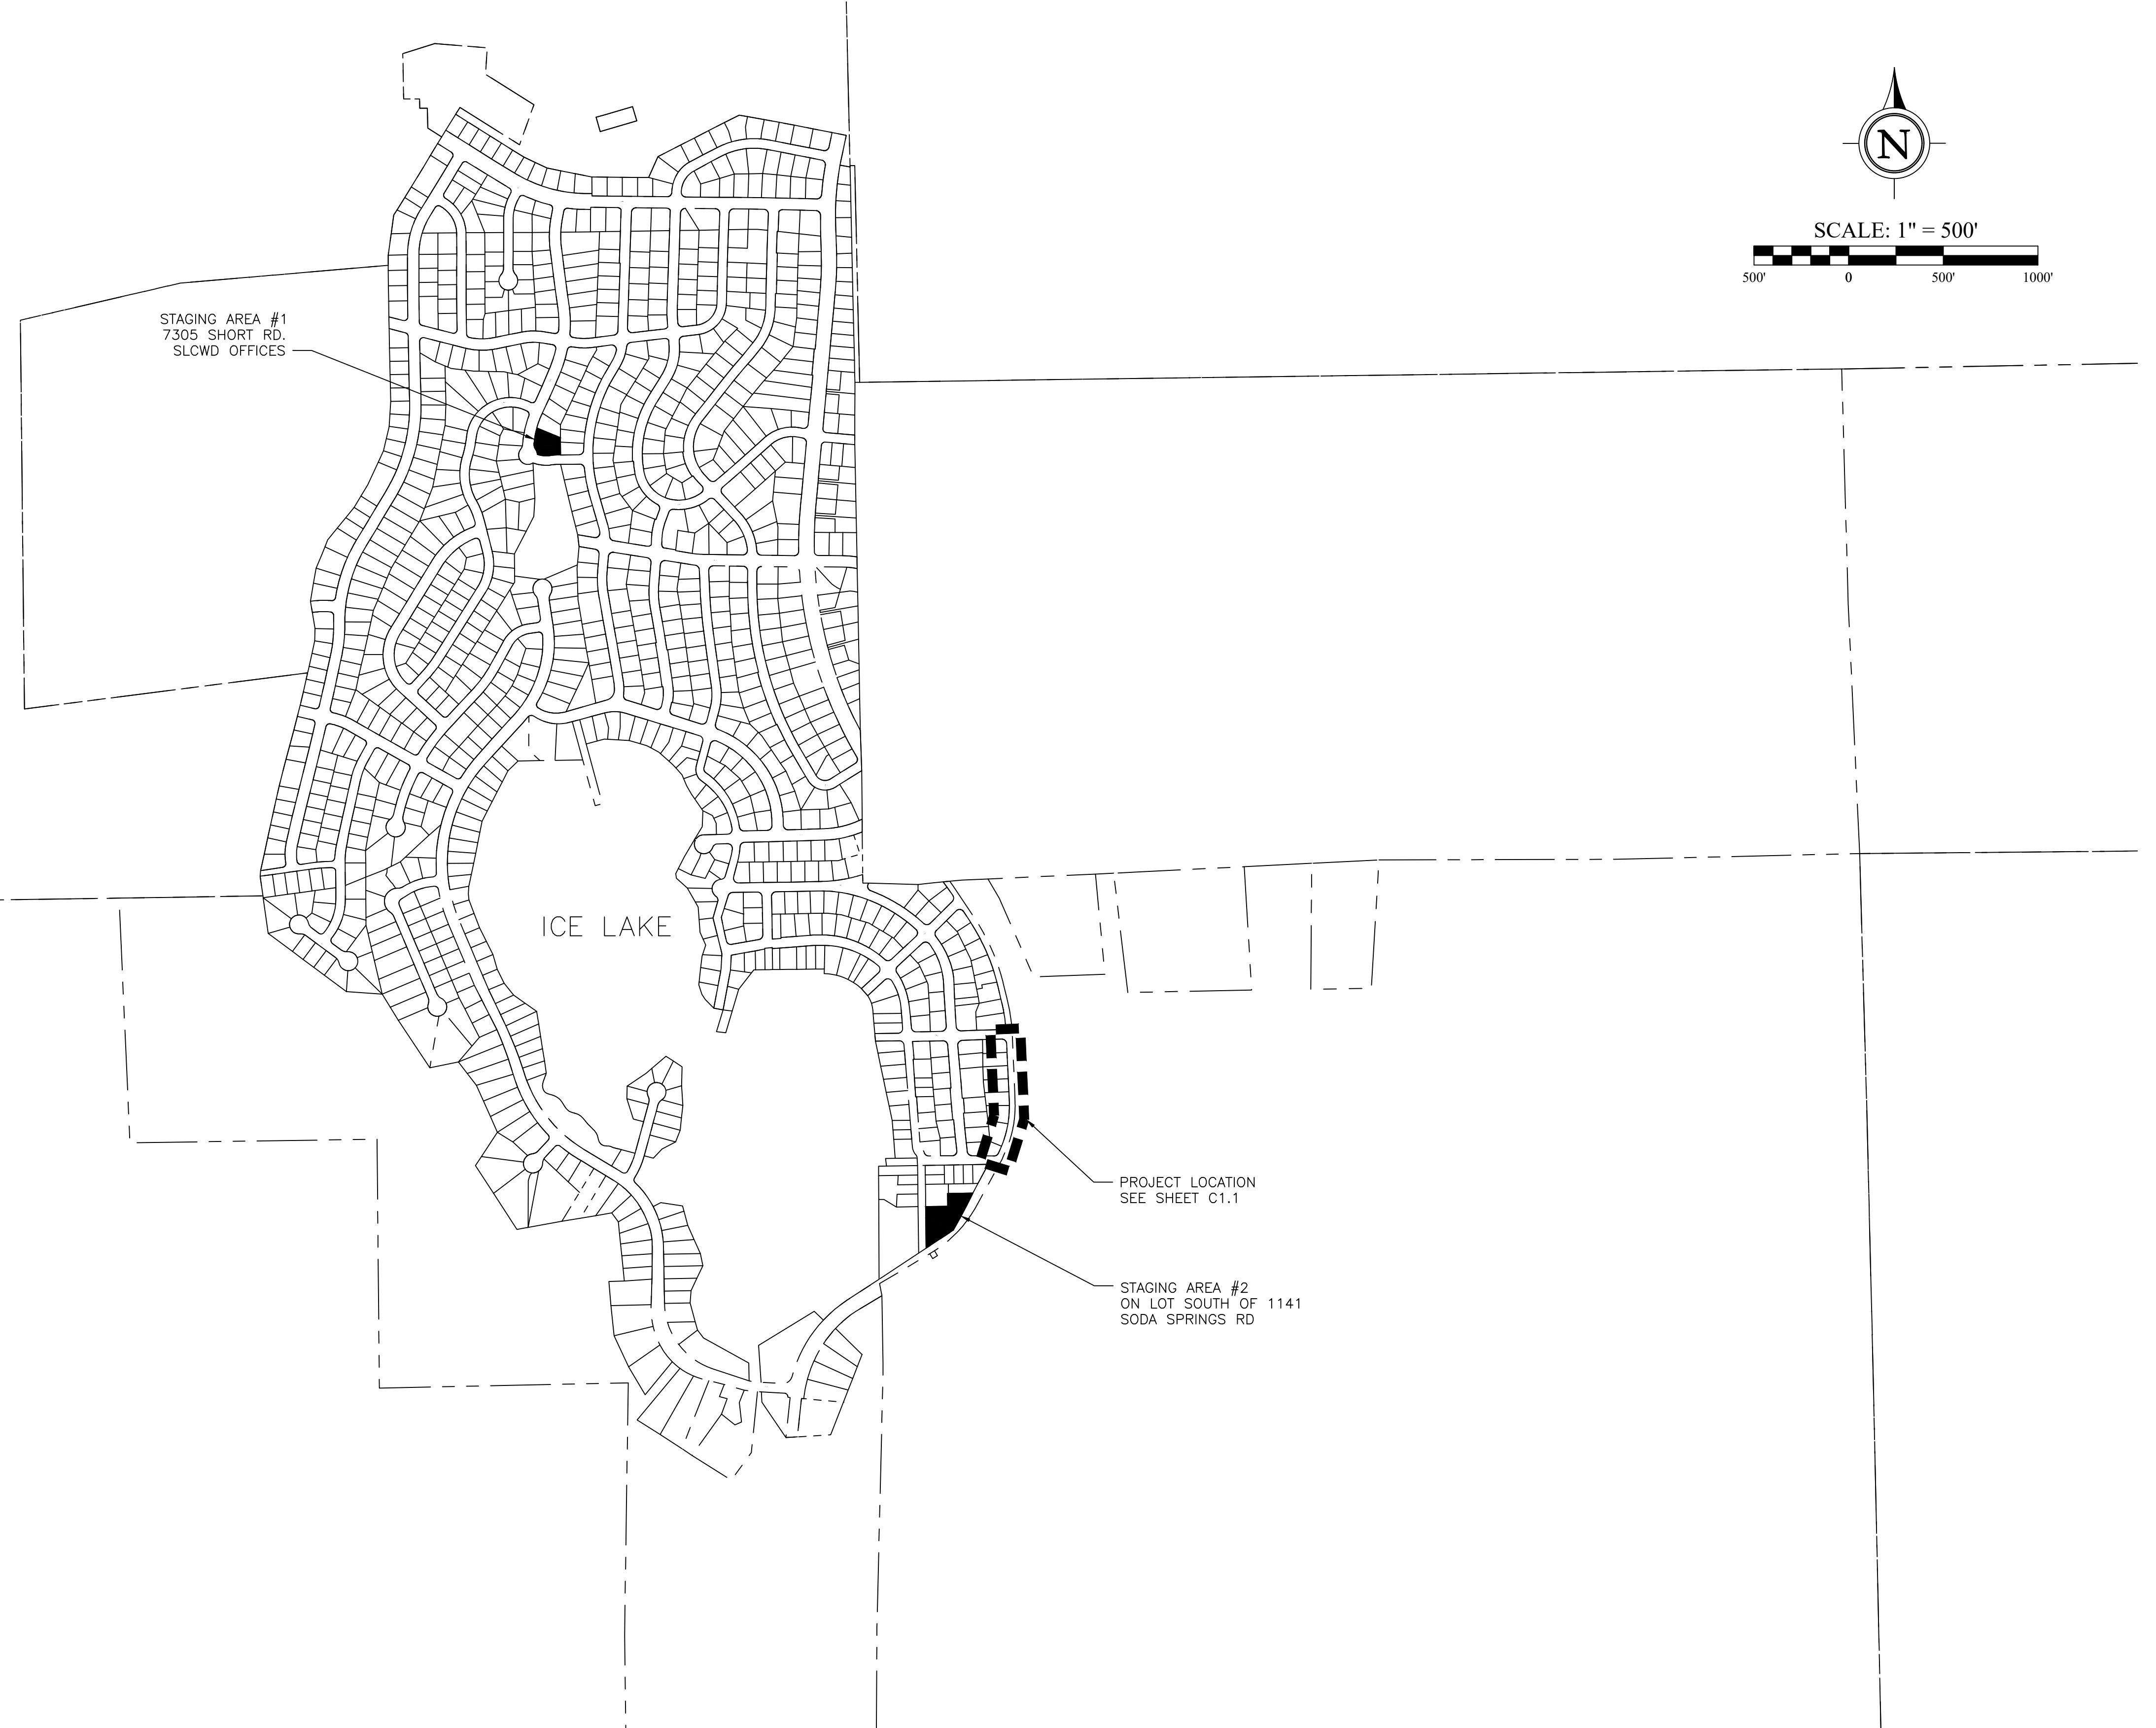 N
SCALE: 1" = 500'
500' 0 500' 1000'
STAGING AREA #1
7305 SHORT RD.
SLCWD OFFICES
ICE LAKE
PROJECT LOCATION
SEE SHEET C1.1
STAGING AREA #2
ON LOT SOUTH OF 1141
SODA SPRINGS RD